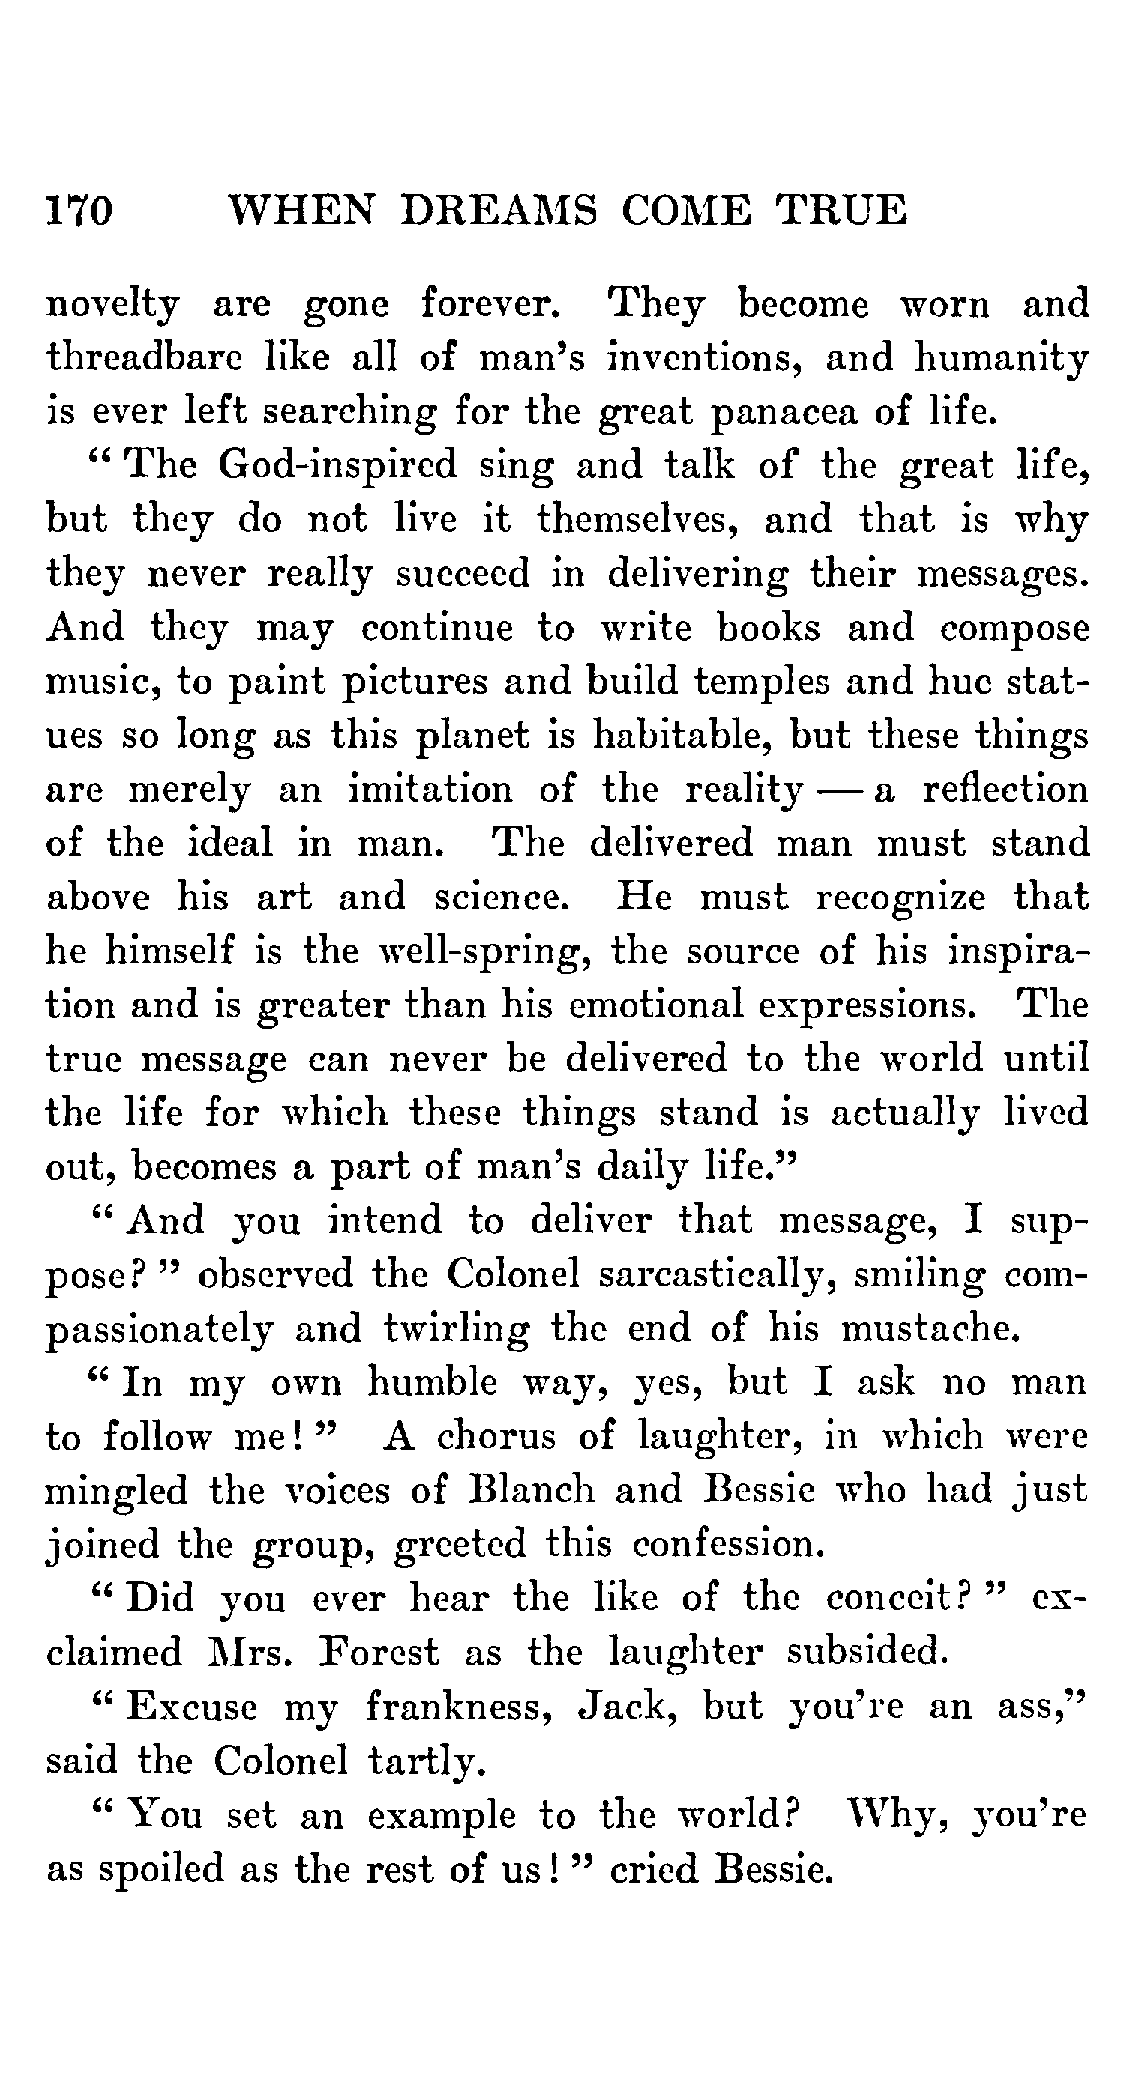 170 WHEN DREAMS COME TRUE
novelty are gone forever. They become worn and
threadbare like all of man's inventions, and humanity
is ever left searching for the great panacea of life.
“ The God-inspired sing and talk of the great life,
but they do not live it themselves, and that is why
they never really succeed in delivering their messages.
And they may continue to write books and compose
music, to paint pictures and build temples and hue stat-
ues so long as this planet is habitable, but these things
are merely an imitation of the reality — a reflection
of the ideal in man. The delivered man must stand
above his art and science. He must recognize that
he himself is the well-spring, the source of his inspira-
tion and is greater than his emotional expressions. The
true message can never be delivered to the world until
the life for which these things stand is actually lived
out, becomes a part of man's daily life.”
“ And you intend to deliver that message, I sup-
pose? ” observed the Colonel sarcastically, smiling com-
passionately and twirling the end of his mustache.
“ In my own humble way, yes, but I ask no man
to follow me! ” A chorus of laughter, in which were
mingled the voices of Blanch and Bessie who had just
joined the group, greeted this confession.
“ Did you ever hear the like of the conceit? ” ex-
claimed Mrs. Forest as the laughter subsided.
“ Excuse my frankness, Jack, but you're an ass,”
said the Colonel tartly.
“ You set an example to the world? Why, you're
as spoiled as the rest of us! ” cried Bessie.